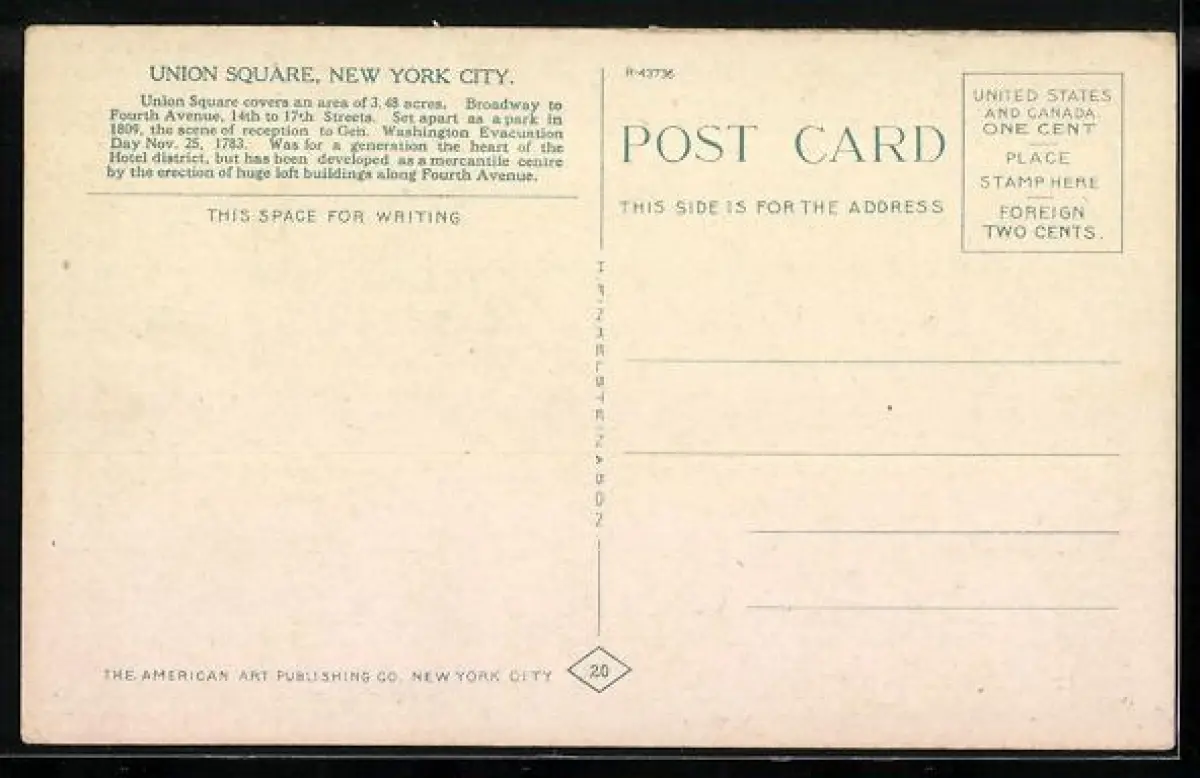 UNION SQUARE, NEW YORK CITY.
Union Square covers an area of 3.48 acres. Broadway to
Fourth Avenue, 14th to 17th Streets. Set apart as a park in
1809, the scene of reception to Gen. Washington Evacuation
Day Nov. 25, 1783. Was for a generation the heart of the
Hotel district, but has been developed as a mercantile centre
by the erection of huge loft buildings along Fourth Avenue.
THIS SPACE FOR WRITING
THE AMERICAN ART PUBLISHING CO. NEW YORK CITY
H. FINKELSTEIN & SON
20
R-43736
POST CARD
THIS SIDE IS FOR THE ADDRESS
UNITED STATES
AND CANADA
ONE CENT
PLACE
STAMP HERE
FOREIGN
TWO CENTS.